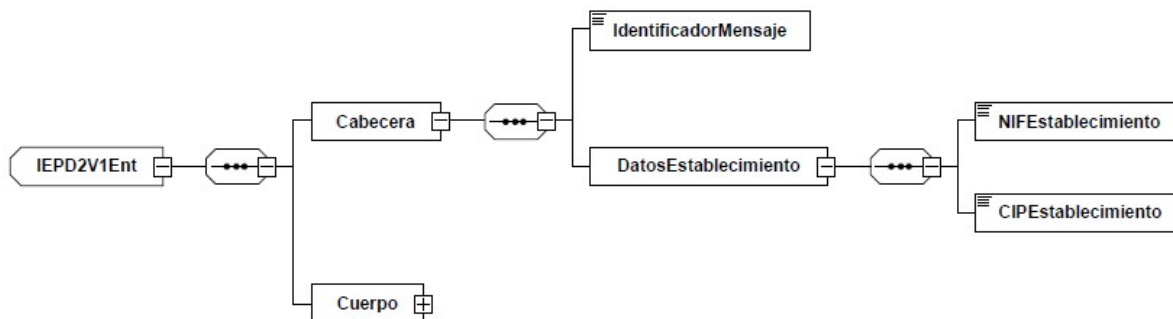 IdentificadorMensaje
Cabecera
NIFEstablecimiento
IEPD2V1Ent
DatosEstablecimiento
CIPEstablecimiento
Cuerpo